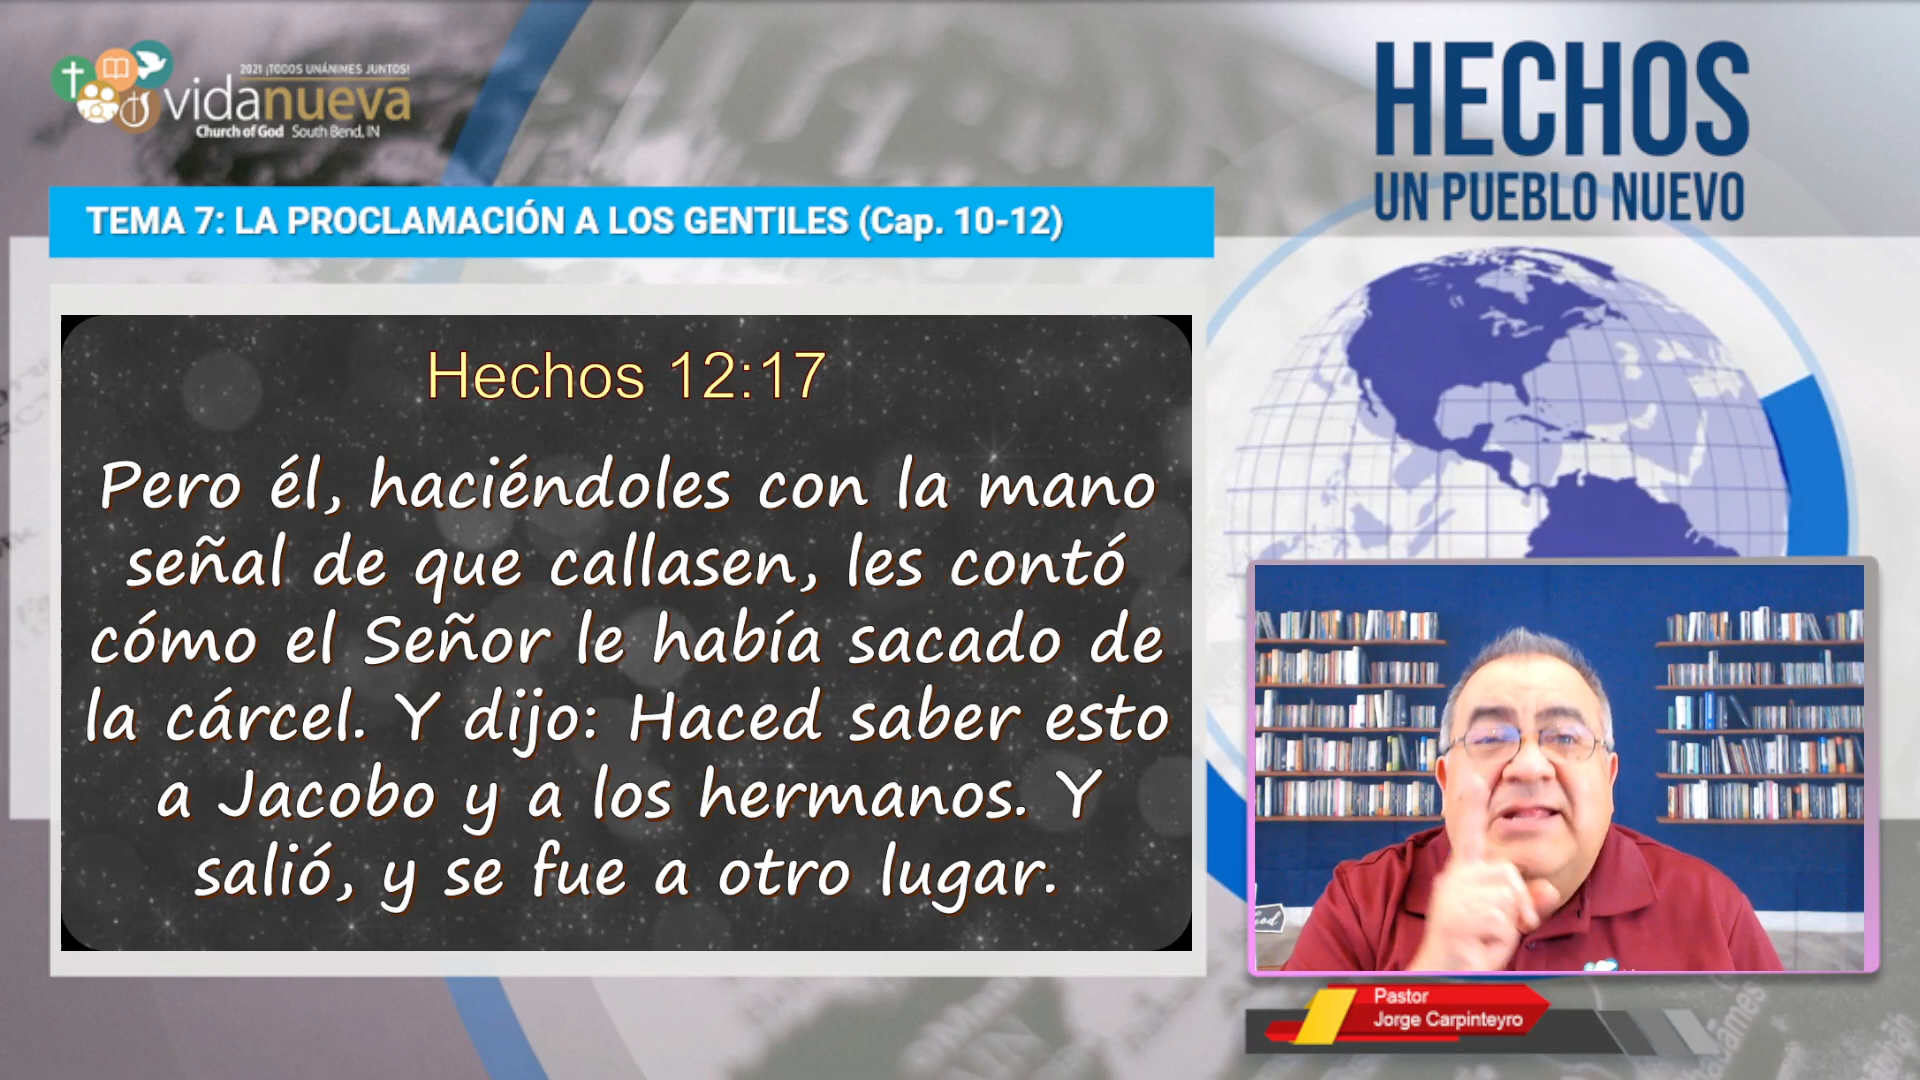 2021 ¡TODOS UNÁNIMES JUNTOS!
vidanueva
Church of God South Bend, IN
HECHOS
UN PUEBLO NUEVO
TEMA 7: LA PROCLAMACIÓN A LOS GENTILES (Cap. 10-12)
Hechos 12:17
Pero él, haciéndoles con la mano
señal de que callasen, les contó
cómo el Señor le había sacado de
la cárcel. Y dijo: Haced saber esto
a Jacobo y a los hermanos. Y
salió, y se fue a otro lugar.
Pastor
Jorge Carpinteyro